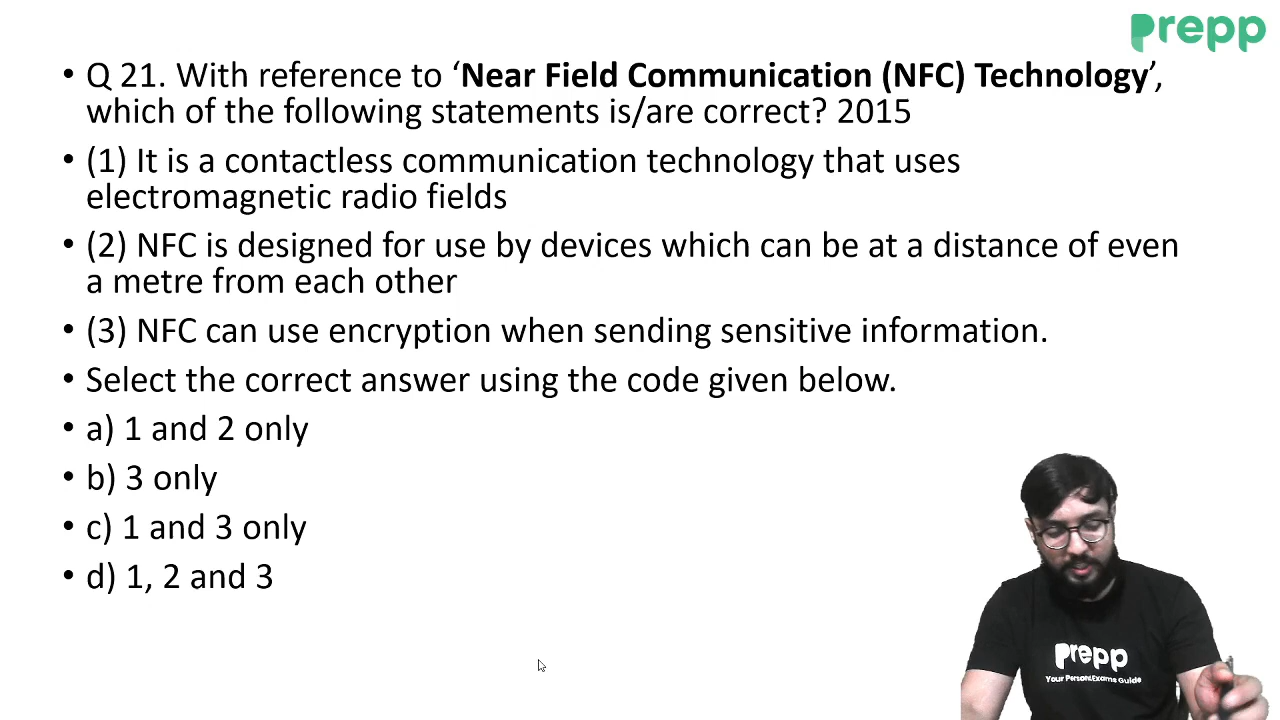 prepp
• Q 21. With reference to ‘Near Field Communication (NFC) Technology’,
which of the following statements is/are correct? 2015
• (1) It is a contactless communication technology that uses
electromagnetic radio fields
• (2) NFC is designed for use by devices which can be at a distance of even
a metre from each other
• (3) NFC can use encryption when sending sensitive information.
• Select the correct answer using the code given below.
• a) 1 and 2 only
• b) 3 only
• c) 1 and 3 only
• d) 1, 2 and 3
prepp
Your Personal Exams Guide